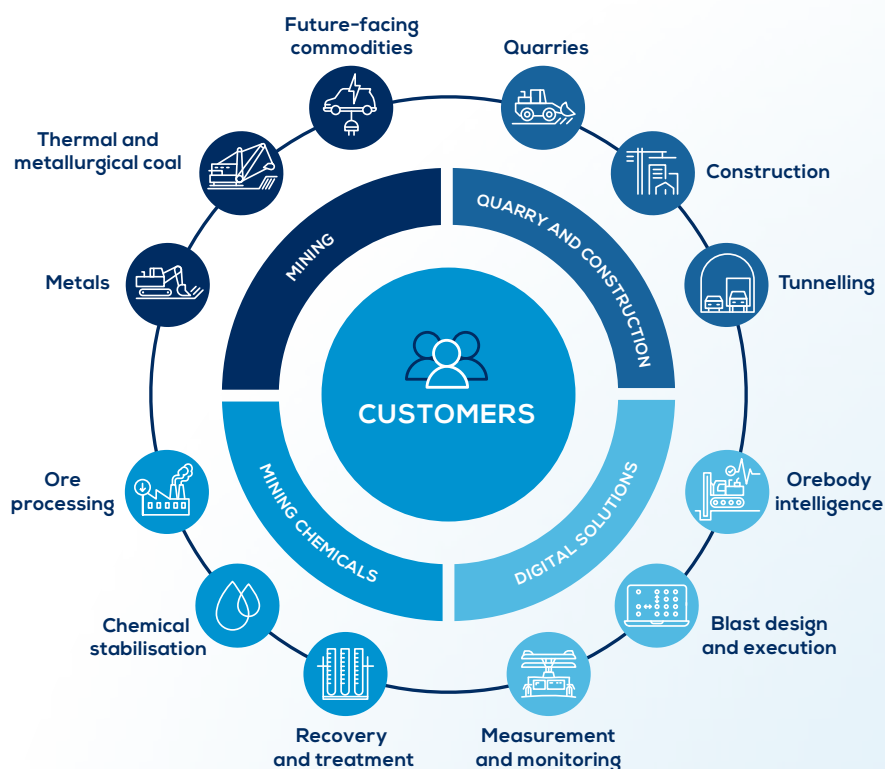 Future-facing
commodities
Quarries
Thermal and
metallurgical coal
Construction
Metals
Tunnelling
MINING
QUARRY AND CONSTRUCTION
CUSTOMERS
MINING CHEMICALS
DIGITAL SOLUTIONS
Ore
processing
Orebody
intelligence
Chemical
stabilisation
Blast design
and execution
Recovery
and treatment
Measurement
and monitoring